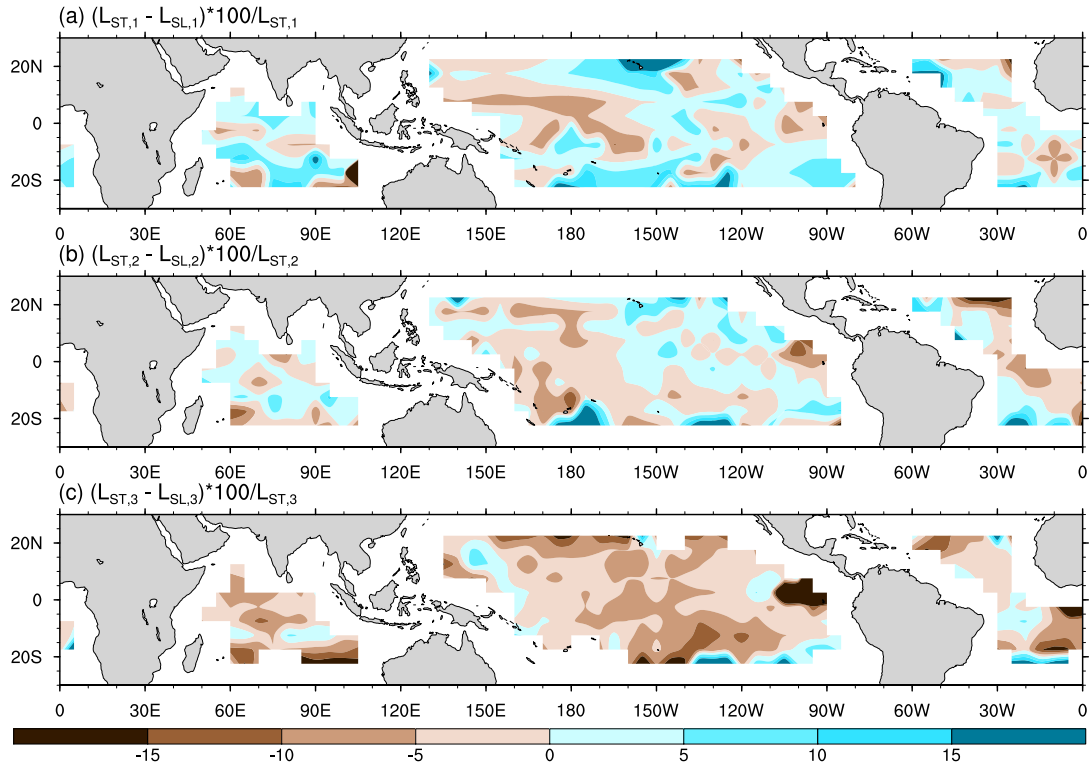 (a) (L_ST,1 - L_SL,1)*100/L_ST,1
20N
0
20S
0 30E 60E 90E 120E 150E 180 150W 120W 90W 60W 30W 0
(b) (L_ST,2 - L_SL,2)*100/L_ST,2
20N
0
20S
0 30E 60E 90E 120E 150E 180 150W 120W 90W 60W 30W 0
(c) (L_ST,3 - L_SL,3)*100/L_ST,3
20N
0
20S
0 30E 60E 90E 120E 150E 180 150W 120W 90W 60W 30W 0
-15 -10 -5 0 5 10 15